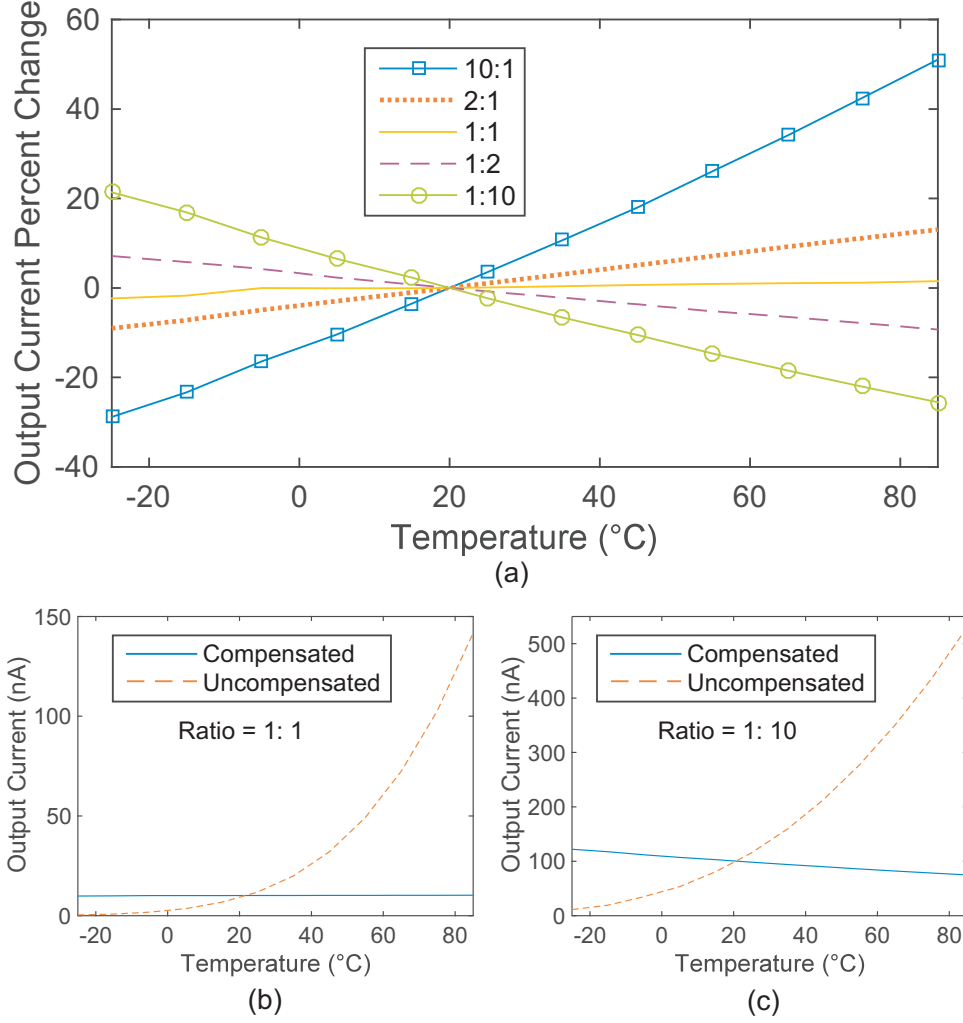 Output Current Percent Change
60
40
20
0
-20
-40
10:1
2:1
1:1
1:2
1:10
-20
0
20
40
60
80
Temperature (°C)
(a)
Output Current (nA)
150
100
50
0
Compensated
Uncompensated
Ratio = 1: 1
-20
0
20
40
60
80
Temperature (°C)
(b)
Output Current (nA)
500
400
300
200
100
0
Compensated
Uncompensated
Ratio = 1: 10
-20
0
20
40
60
80
Temperature (°C)
(c)